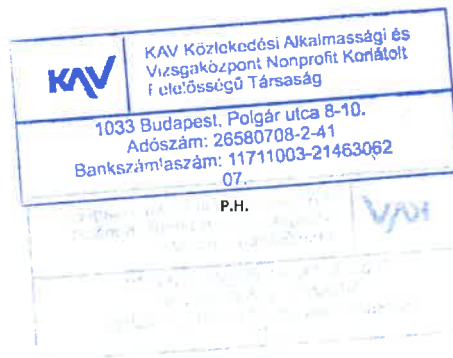 KAV
KAV Közlekedési Alkalmassági és
Vizsgaközpont Nonprofit Korlátolt
Felelősségű Társaság
1033 Budapest, Polgár utca 8-10.
Adószám: 26580708-2-41
Bankszámlaszám: 11711003-21463062
07.
P.H.